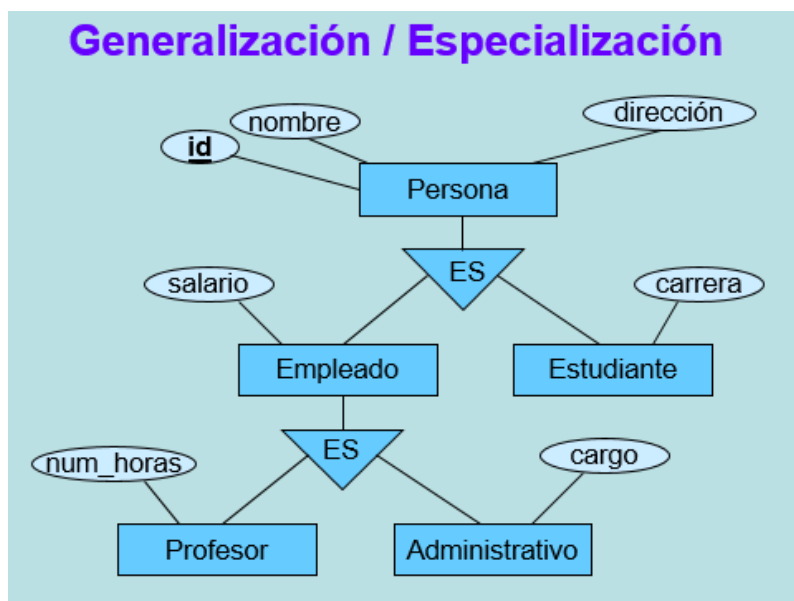 Generalización / Especialización
nombre
dirección
id
Persona
ES
salario
carrera
Empleado
Estudiante
ES
num_horas
cargo
Profesor
Administrativo